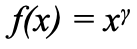 f(x) = x^γ